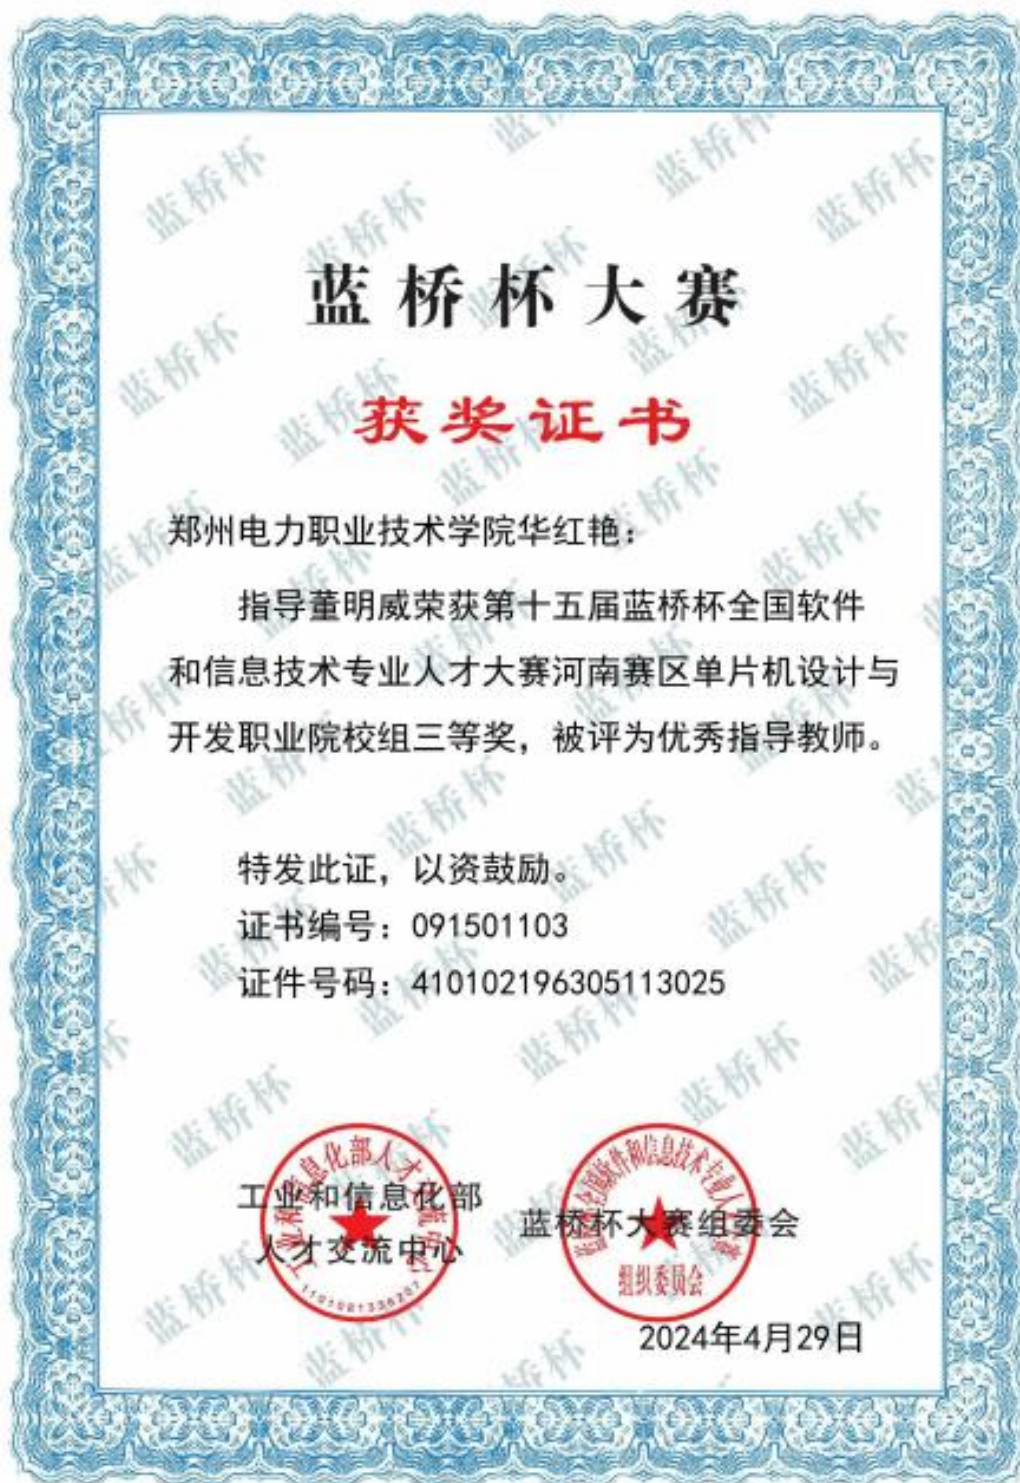 蓝桥杯大赛
获奖证书
郑州电力职业技术学院华红艳：
指导董明威荣获第十五届蓝桥杯全国软件
和信息技术专业人才大赛河南赛区单片机设计与
开发职业院校组三等奖，被评为优秀指导教师。
特发此证，以资鼓励。
证书编号：091501103
证件号码：410102196305113025
工业和信息化部
人才交流中心
蓝桥杯大赛组委会
组织委员会
2024年4月29日